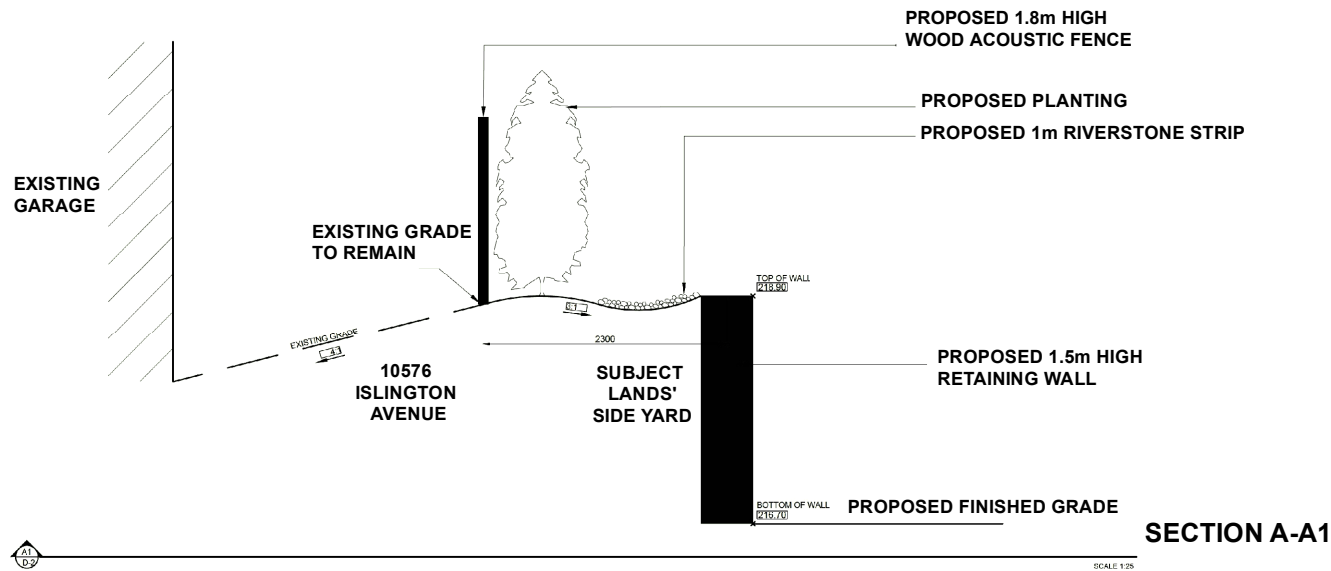 PROPOSED 1.8m HIGH
WOOD ACOUSTIC FENCE
PROPOSED PLANTING
PROPOSED 1m RIVERSTONE STRIP
EXISTING
GARAGE
EXISTING GRADE
TO REMAIN
TOP OF WALL
218.90
EXISTING GRADE
2300
10576
ISLINGTON
AVENUE
SUBJECT
LANDS'
SIDE YARD
PROPOSED 1.5m HIGH
RETAINING WALL
BOTTOM OF WALL
216.70
PROPOSED FINISHED GRADE
SECTION A-A1
A1
D-2
SCALE 1:25